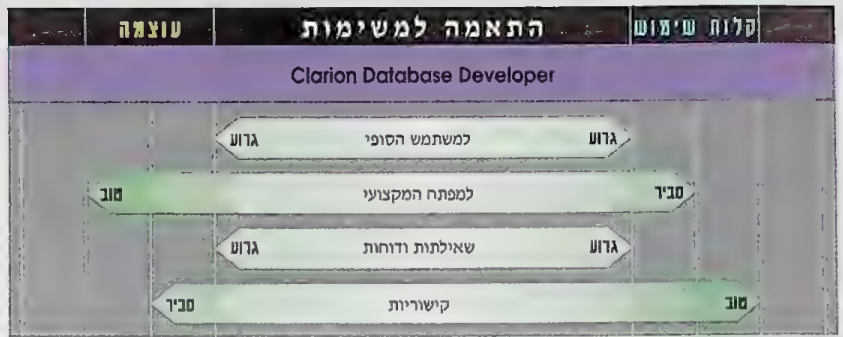 קלות שימוש התאמה למשימות עוצמה
Clarion Database Developer
גרוע למשתמש הסופי גרוע
סביר למפתח המקצועי טוב
גרוע שאילתות ודוחות גרוע
טוב קישוריות סביר